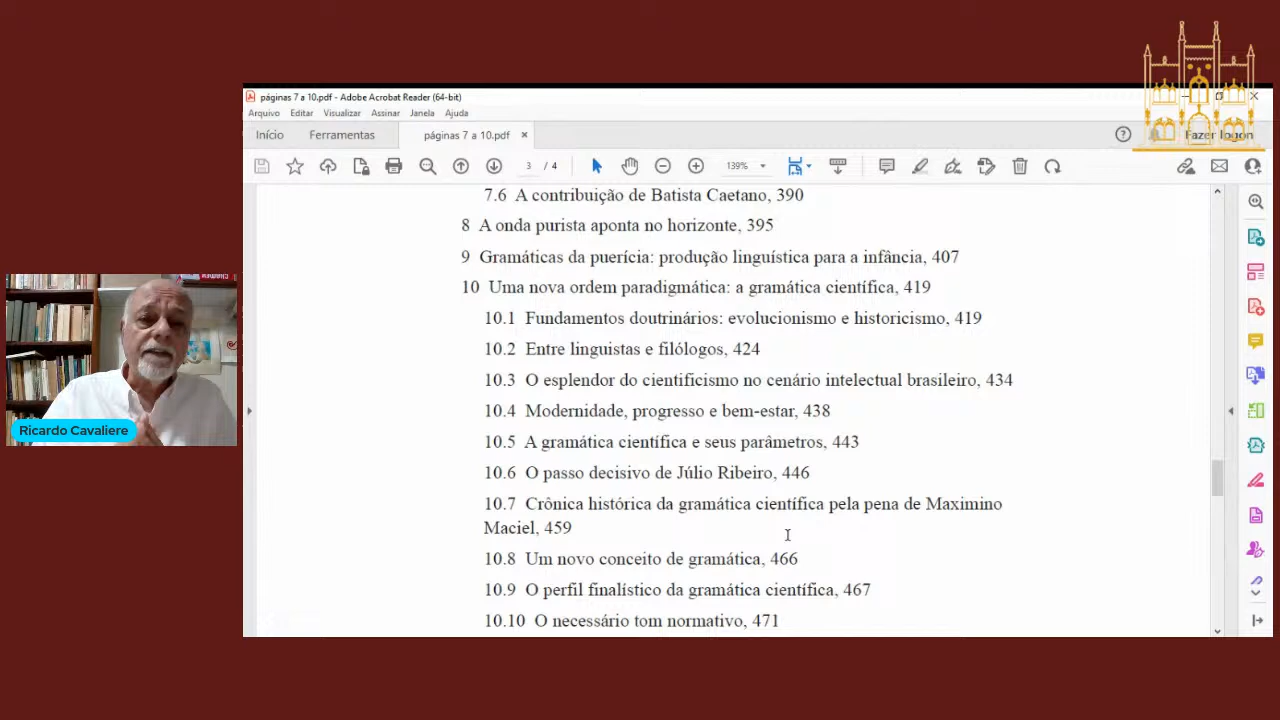 páginas 7 a 10.pdf - Adobe Acrobat Reader (64-bit)
Arquivo Editar Visualizar Assinar Janela Ajuda
Início Ferramentas páginas 7 a 10.pdf × Fazer logon
3 / 4 139%
7.6 A contribuição de Batista Caetano, 390
8 A onda purista aponta no horizonte, 395
9 Gramáticas da puerícia: produção linguística para a infância, 407
10 Uma nova ordem paradigmática: a gramática científica, 419
10.1 Fundamentos doutrinários: evolucionismo e historicismo, 419
10.2 Entre linguistas e filólogos, 424
10.3 O esplendor do cientificismo no cenário intelectual brasileiro, 434
10.4 Modernidade, progresso e bem-estar, 438
10.5 A gramática científica e seus parâmetros, 443
10.6 O passo decisivo de Júlio Ribeiro, 446
10.7 Crônica histórica da gramática científica pela pena de Maximino
Maciel, 459
10.8 Um novo conceito de gramática, 466
10.9 O perfil finalístico da gramática científica, 467
10.10 O necessário tom normativo, 471
Ricardo Cavaliere